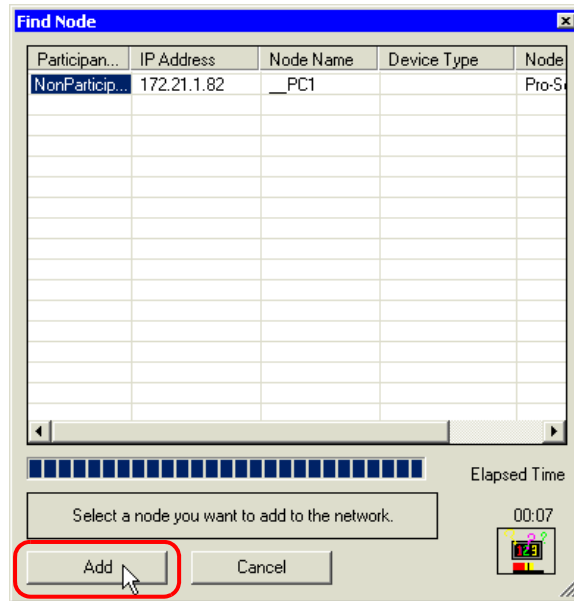 Find Node
Participan... IP Address Node Name Device Type Node
NonParticip... 172.21.1.82 __PC1 Pro-S
Elapsed Time
Select a node you want to add to the network.
00:07
Add Cancel